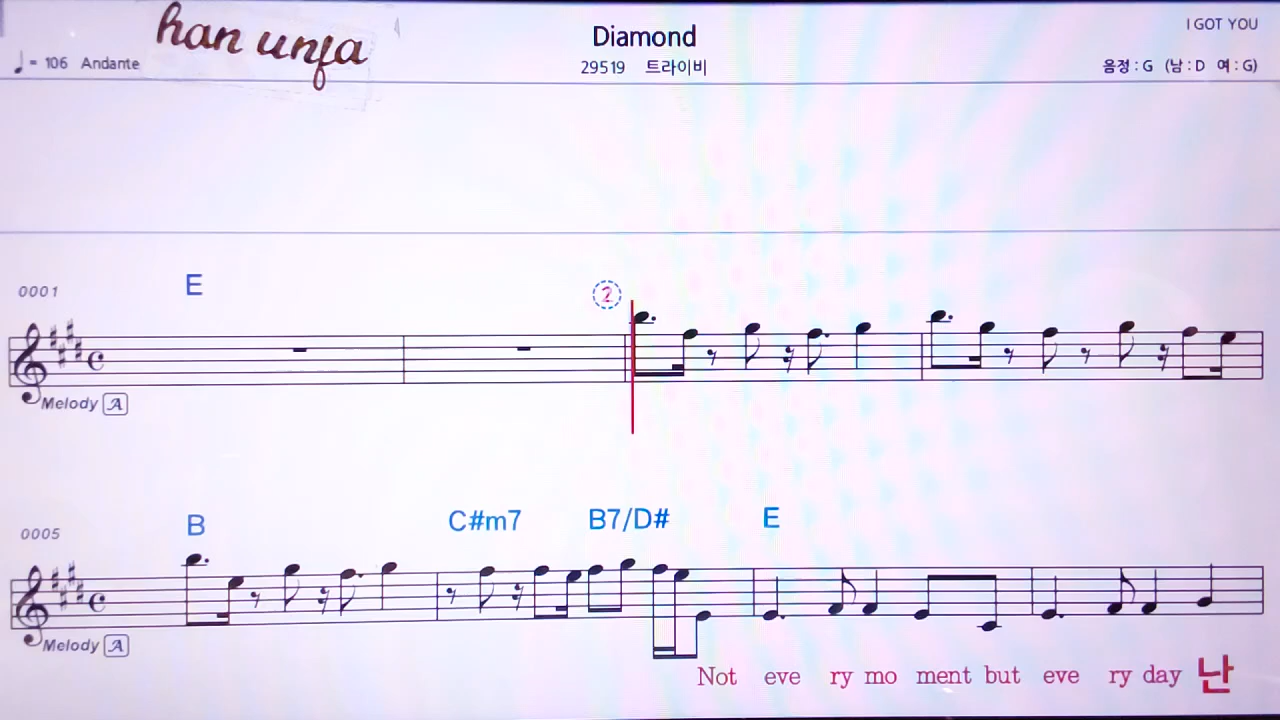 han unfa
Diamond
I GOT YOU
♩= 106 Andante
29519 트라이비
음정 : G (남 : D 여 : G)
0001
E
2
Melody A
0005
B C#m7 B7/D# E
Melody A
Not eve ry mo ment but eve ry day 난